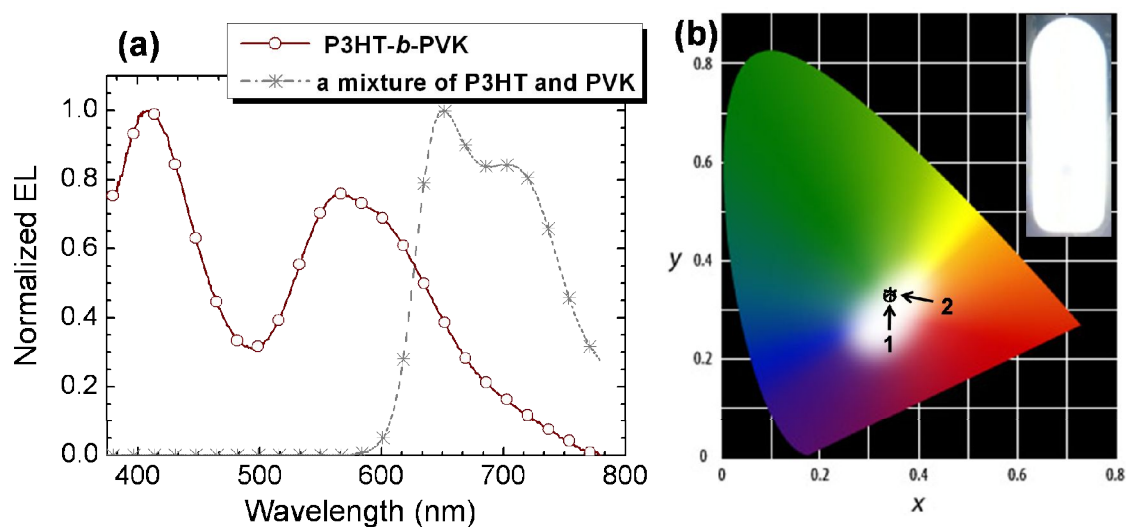 (a)
P3HT-b-PVK
a mixture of P3HT and PVK
1.0
0.8
0.6
0.4
0.2
0.0
Normalized EL
400 500 600 700 800
Wavelength (nm)
(b)
0.8
0.6
0.4
0.2
0
y
2
1
0 0.2 0.4 0.6 0.8
x